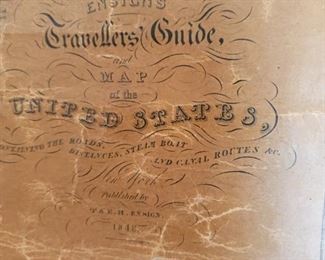 ENSIGN'S
Travellers' Guide,
and
MAP
of the
UNITED STATES,
THE ROADS,
DISTANCES, STEAM BOAT
AND CANAL ROUTES &c.
New York
Published by
T. & E. H. ENSIGN.